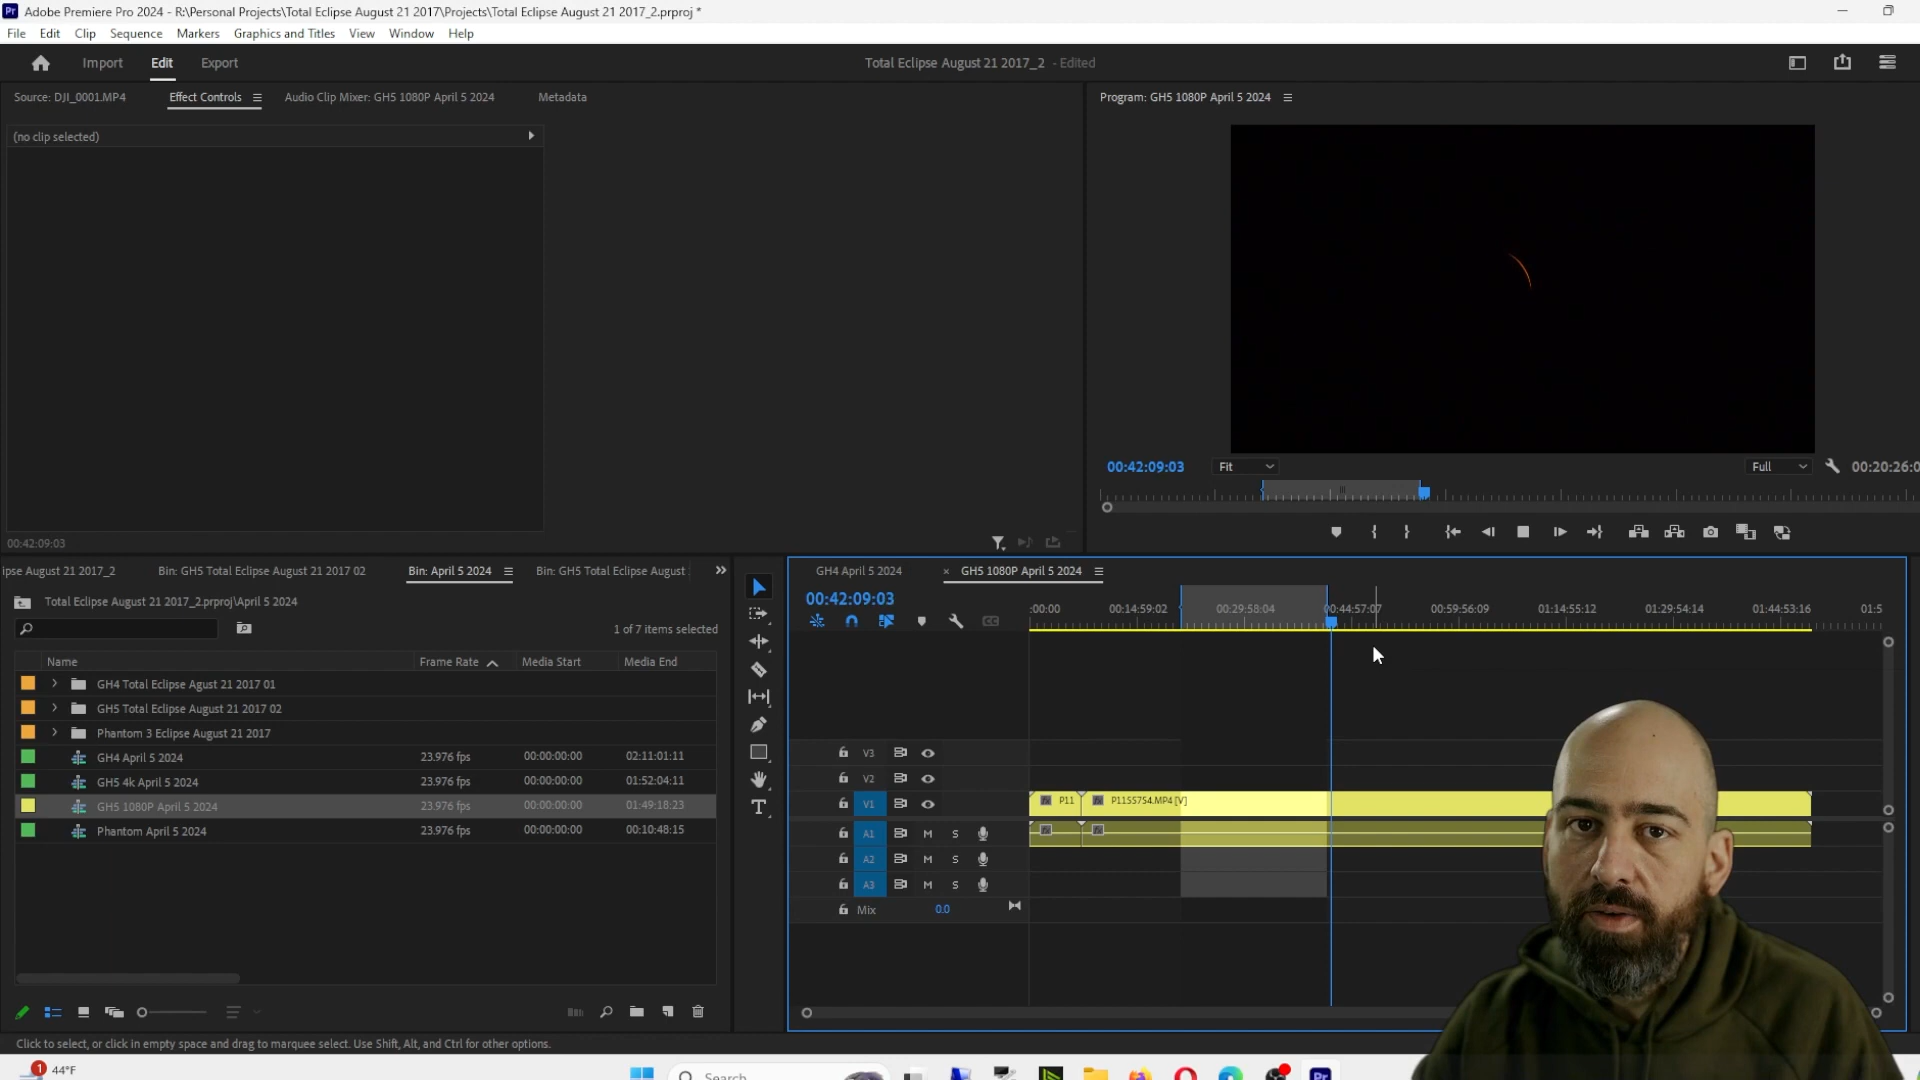 Pr Adobe Premiere Pro 2024 - R:\Personal Projects\Total Eclipse August 21 2017\Projects\Total Eclipse August 21 2017_2.prproj *
File Edit Clip Sequence Markers Graphics and Titles View Window Help
Import Edit Export
Total Eclipse August 21 2017_2 - Edited
Source: DJI_0001.MP4 Effect Controls Audio Clip Mixer: GH5 1080P April 5 2024 Metadata
Program: GH5 1080P April 5 2024
(no clip selected)
00:42:09:03 Fit Full 00:20:26:0
00:42:09:03
ipse August 21 2017_2 Bin: GH5 Total Eclipse August 21 2017 02 Bin: April 5 2024 Bin: GH5 Total Eclipse August
GH4 April 5 2024 × GH5 1080P April 5 2024
Total Eclipse August 21 2017_2.prproj\April 5 2024
1 of 7 items selected
00:42:09:03
:00:00 00:14:59:02 00:29:58:04 00:44:57:07 00:59:56:09 01:14:55:12 01:29:54:14 01:44:53:16 01:5
Name Frame Rate Media Start Media End
GH4 Total Eclipse Agust 21 2017 01
GH5 Total Eclipse August 21 2017 02
Phantom 3 Eclipse August 21 2017
GH4 April 5 2024 23.976 fps 00:00:00:00 02:11:01:11
GH5 4k April 5 2024 23.976 fps 00:00:00:00 01:52:04:11
GH5 1080P April 5 2024 23.976 fps 00:00:00:00 01:49:18:23
Phantom April 5 2024 23.976 fps 00:00:00:00 00:10:48:15
V3
V2
V1 fx P11 fx P1155754.MP4 [V]
A1 M S
A2 M S
A3 M S
Mix 0.0
Click to select, or click in empty space and drag to marquee select. Use Shift, Alt, and Ctrl for other options.
1 44°F
Search
Pr